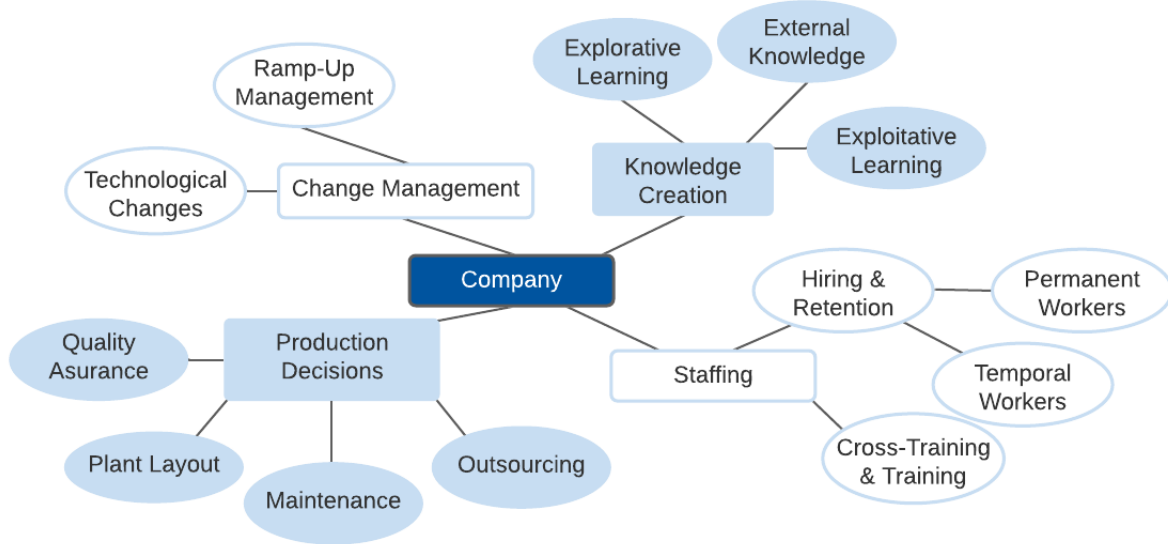 Ramp-Up
Management
Technological
Changes
Change Management
Explorative
Learning
External
Knowledge
Exploitative
Learning
Knowledge
Creation
Company
Hiring &
Retention
Permanent
Workers
Temporal
Workers
Staffing
Cross-Training
& Training
Production
Decisions
Quality
Asurance
Plant Layout
Maintenance
Outsourcing